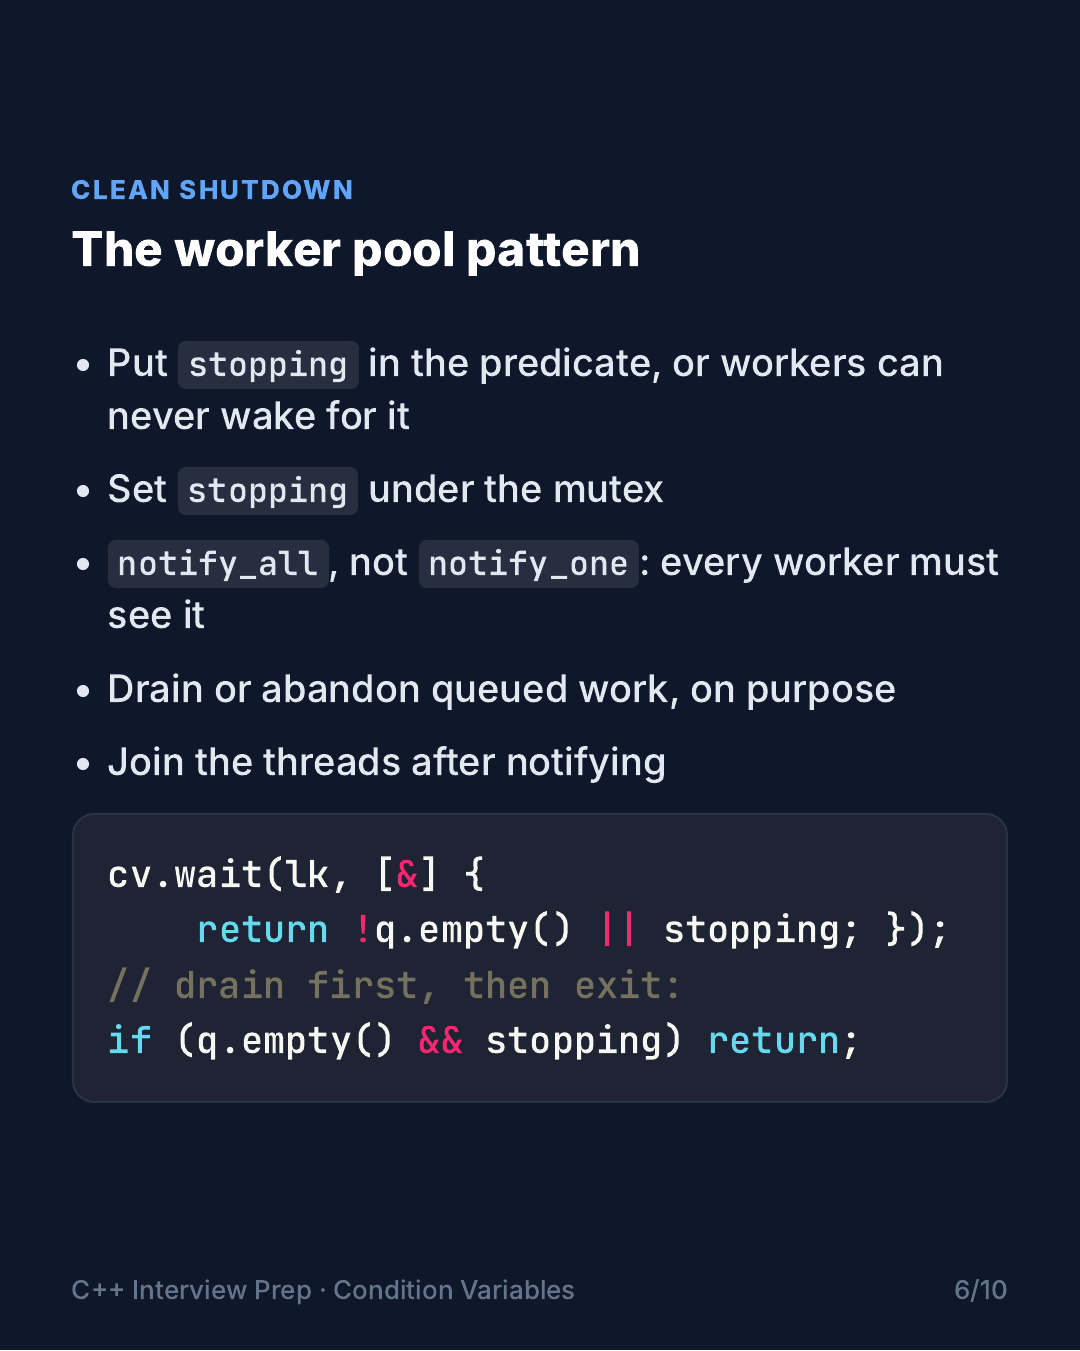 CLEAN SHUTDOWN
The worker pool pattern
• Put stopping in the predicate, or workers can
never wake for it
• Set stopping under the mutex
• notify_all, not notify_one: every worker must
see it
• Drain or abandon queued work, on purpose
• Join the threads after notifying
cv.wait(lk, [&] {
    return !q.empty() || stopping; });
// drain first, then exit:
if (q.empty() && stopping) return;
C++ Interview Prep · Condition Variables
6/10